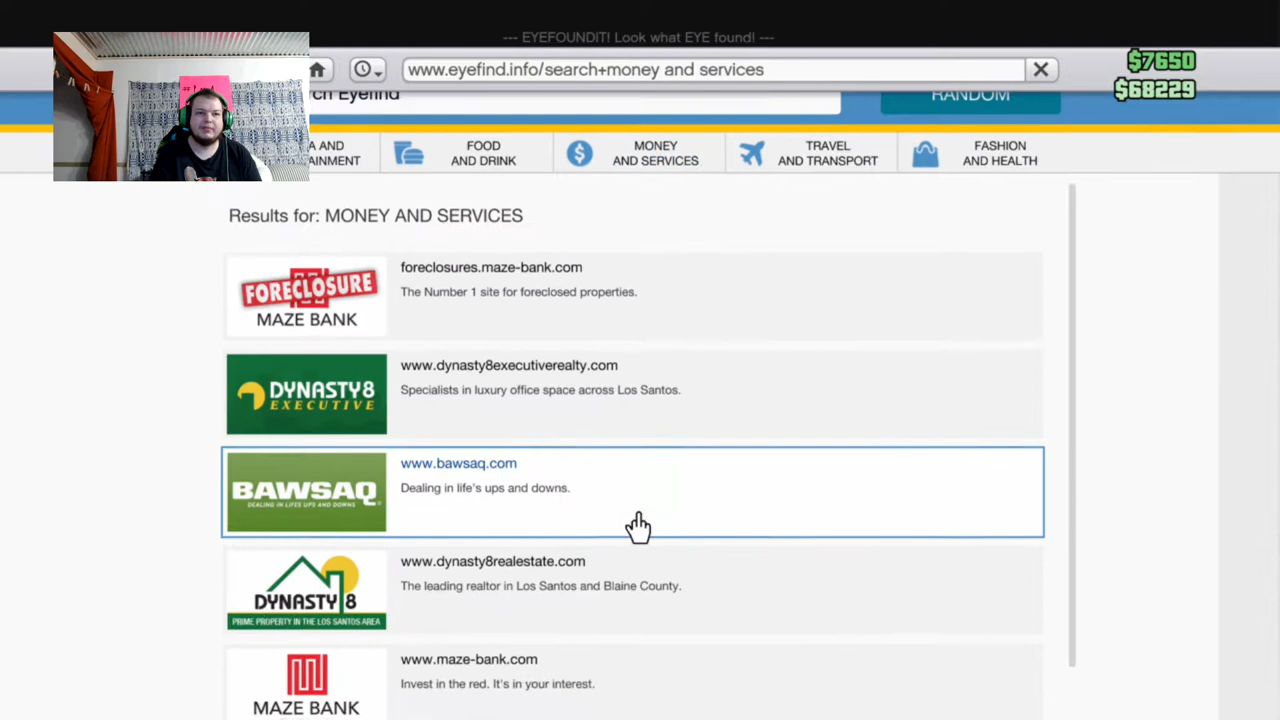 --- EYEFOUNDIT! Look what EYE found! ---
www.eyefind.info/search+money and services
$7650
$68229
Eyefind
RANDOM
AND
FOOD
AND DRINK
MONEY
AND SERVICES
TRAVEL
AND TRANSPORT
FASHION
AND HEALTH
Results for: MONEY AND SERVICES
FORECLOSURE
MAZE BANK
foreclosures.maze-bank.com
The Number 1 site for foreclosed properties.
DYNASTY8
EXECUTIVE
www.dynasty8executiverealty.com
Specialists in luxury office space across Los Santos.
BAWSAQ
DEALING IN LIFE'S UPS AND DOWNS
www.bawsaq.com
Dealing in life's ups and downs.
DYNASTY 8
PRIME PROPERTY IN THE LOS SANTOS AREA
www.dynasty8realestate.com
The leading realtor in Los Santos and Blaine County.
MAZE BANK
www.maze-bank.com
Invest in the red. It's in your interest.